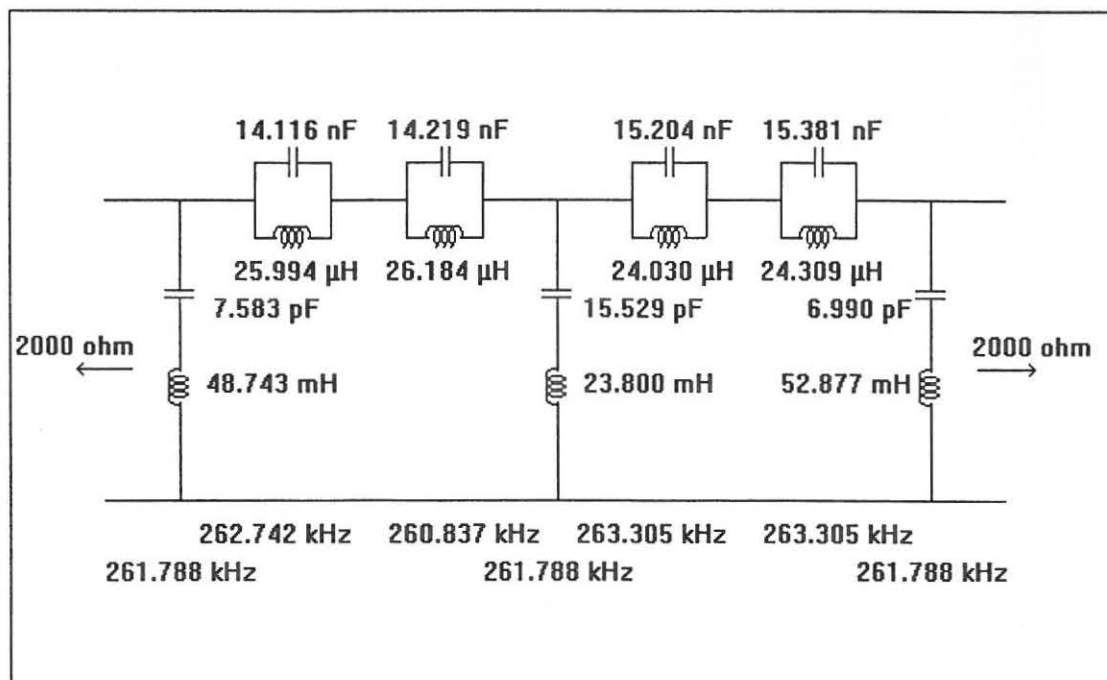 14.116 nF 14.219 nF 15.204 nF 15.381 nF
25.994 µH 26.184 µH 24.030 µH 24.309 µH
7.583 pF 15.529 pF 6.990 pF
2000 ohm 2000 ohm
48.743 mH 23.800 mH 52.877 mH
262.742 kHz 260.837 kHz 263.305 kHz 263.305 kHz
261.788 kHz 261.788 kHz 261.788 kHz